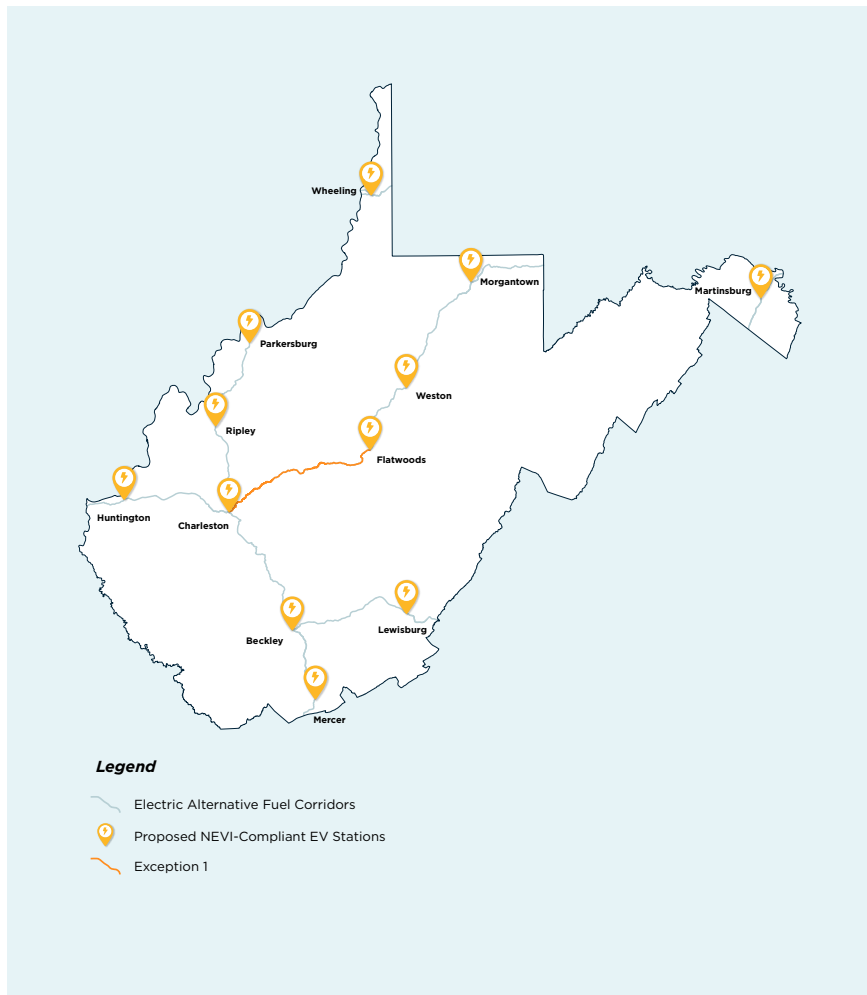 Wheeling
Morgantown
Martinsburg
Parkersburg
Weston
Ripley
Flatwoods
Huntington
Charleston
Lewisburg
Beckley
Mercer
Legend
Electric Alternative Fuel Corridors
Proposed NEVI-Compliant EV Stations
Exception 1